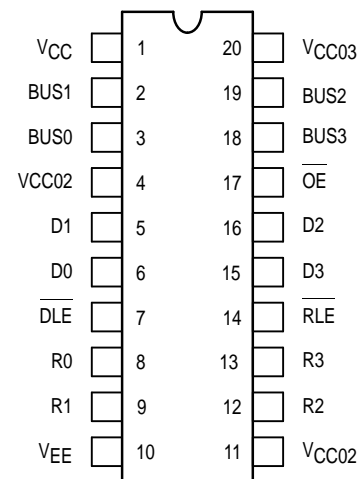 VCC 1 20 VCC03
BUS1 2 19 BUS2
BUS0 3 18 BUS3
VCC02 4 17 OE
D1 5 16 D2
D0 6 15 D3
DLE 7 14 RLE
R0 8 13 R3
R1 9 12 R2
VEE 10 11 VCC02